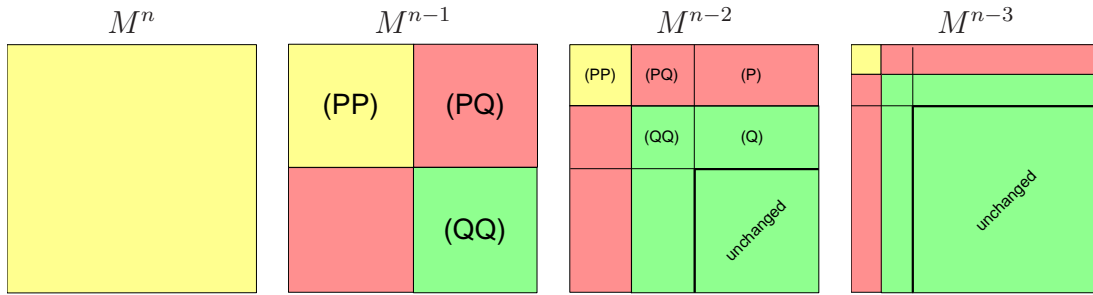 M^n M^{n-1} M^{n-2} M^{n-3}
(PP) (PQ)
(QQ)
(PP) (PQ) (P)
(QQ) (Q)
unchanged
unchanged